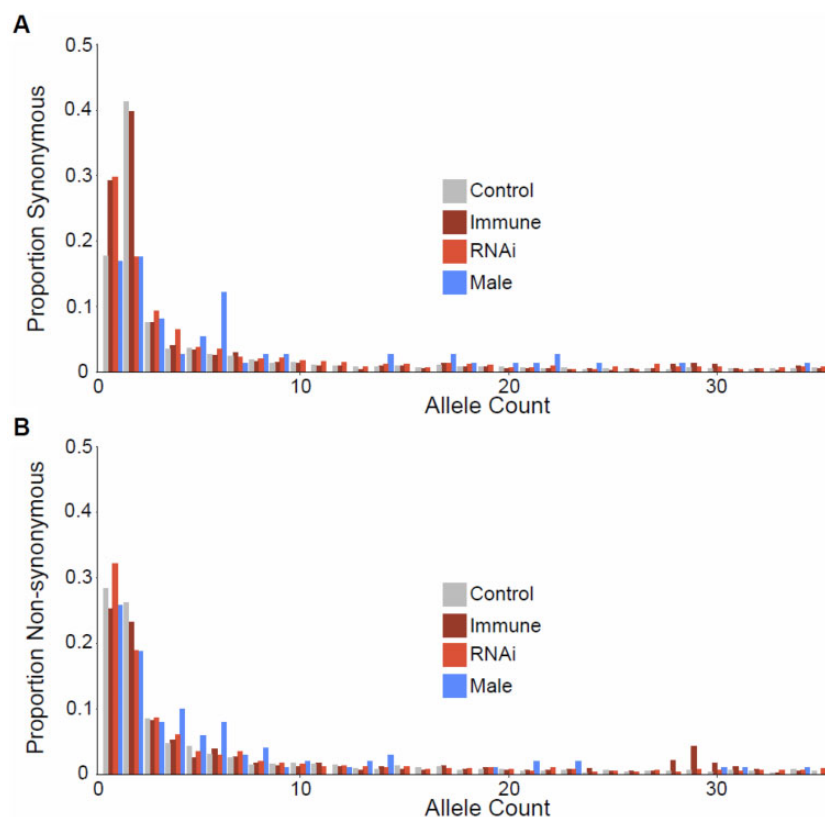 A
0.5
0.4
0.3
0.2
0.1
0
Proportion Synonymous
Control
Immune
RNAi
Male
0
10
20
30
Allele Count
B
0.5
0.4
0.3
0.2
0.1
0
Proportion Non-synonymous
Control
Immune
RNAi
Male
0
10
20
30
Allele Count